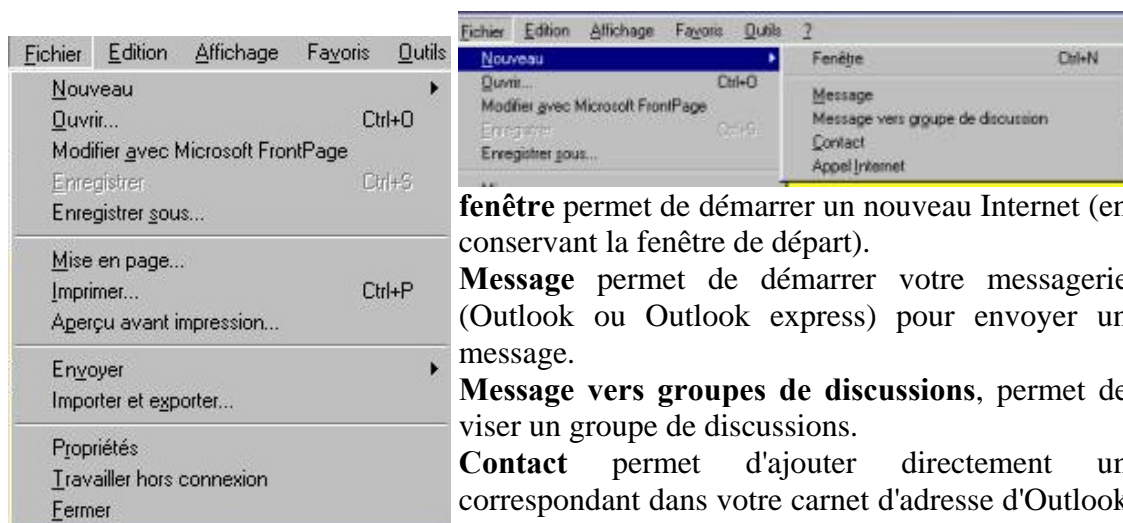 Fichier Edition Affichage Favoris Outils
Nouveau
Ouvrir... Ctrl+O
Modifier avec Microsoft FrontPage
Enregistrer Ctrl+S
Enregistrer sous...
Mise en page...
Imprimer... Ctrl+P
Aperçu avant impression...
Envoyer
Importer et exporter...
Propriétés
Travailler hors connexion
Fermer
Fichier Edition Affichage Favoris Outils ?
Nouveau
Ouvrir... Ctrl+O
Modifier avec Microsoft FrontPage
Enregistrer Ctrl+S
Enregistrer sous...
Fenêtre Ctrl+N
Message
Message vers groupe de discussion
Contact
Appel Internet
fenêtre permet de démarrer un nouveau Internet (en
conservant la fenêtre de départ).
Message permet de démarrer votre messagerie
(Outlook ou Outlook express) pour envoyer un
message.
Message vers groupes de discussions, permet de
viser un groupe de discussions.
Contact permet d'ajouter directement un
correspondant dans votre carnet d'adresse d'Outlook